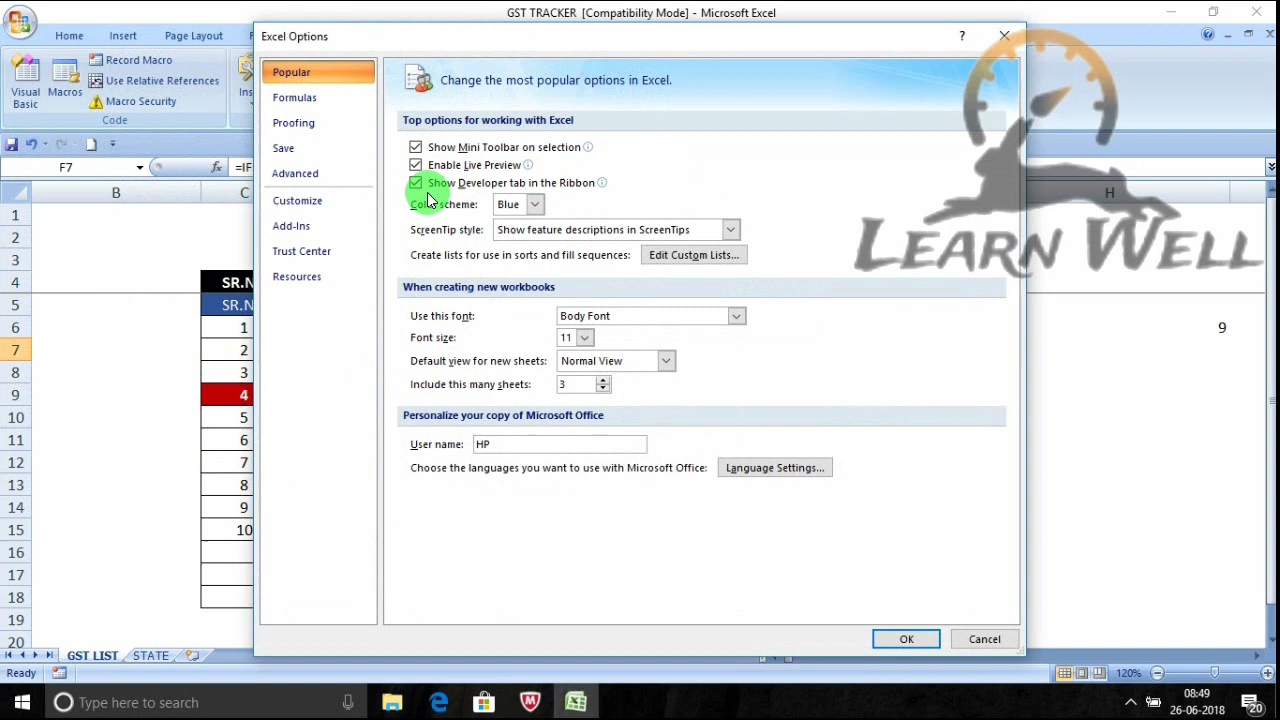 GST TRACKER [Compatibility Mode] - Microsoft Excel
Home Insert Page Layout
Excel Options
Visual Basic
Macros
Record Macro
Use Relative References
Macro Security
Code
F7
=IF
B C H
1
2
3
4 SR.N
5 SR.N
6 1 9
7 2
8 3
9 4
10 5
11 6
12 7
13 8
14 9
15 10
16
17
18
19
20
Popular
Formulas
Proofing
Save
Advanced
Customize
Add-Ins
Trust Center
Resources
Change the most popular options in Excel.
Top options for working with Excel
Show Mini Toolbar on selection
Enable Live Preview
Show Developer tab in the Ribbon
scheme: Blue
ScreenTip style: Show feature descriptions in ScreenTips
Create lists for use in sorts and fill sequences: Edit Custom Lists...
When creating new workbooks
Use this font: Body Font
Font size: 11
Default view for new sheets: Normal View
Include this many sheets: 3
Personalize your copy of Microsoft Office
User name: HP
Choose the languages you want to use with Microsoft Office: Language Settings...
OK Cancel
LEARN WELL
GST LIST STATE
Ready 120%
Type here to search
08:49
26-06-2018
20